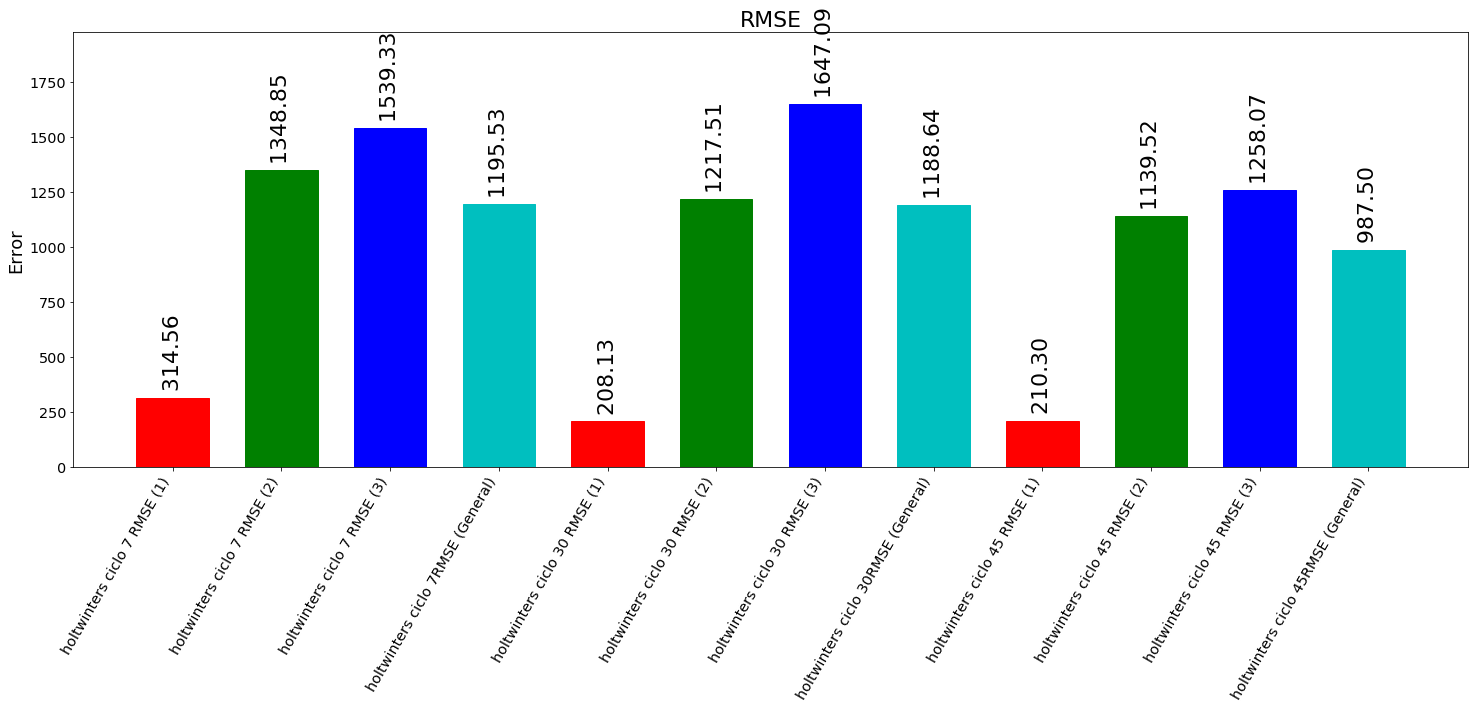 RMSE
Error
1750
1500
1250
1000
750
500
250
0
314.56
1348.85
1539.33
1195.53
208.13
1217.51
1647.09
1188.64
210.30
1139.52
1258.07
987.50
holtwinters ciclo 7 RMSE (1)
holtwinters ciclo 7 RMSE (2)
holtwinters ciclo 7 RMSE (3)
holtwinters ciclo 7RMSE (General)
holtwinters ciclo 30 RMSE (1)
holtwinters ciclo 30 RMSE (2)
holtwinters ciclo 30 RMSE (3)
holtwinters ciclo 30RMSE (General)
holtwinters ciclo 45 RMSE (1)
holtwinters ciclo 45 RMSE (2)
holtwinters ciclo 45 RMSE (3)
holtwinters ciclo 45RMSE (General)